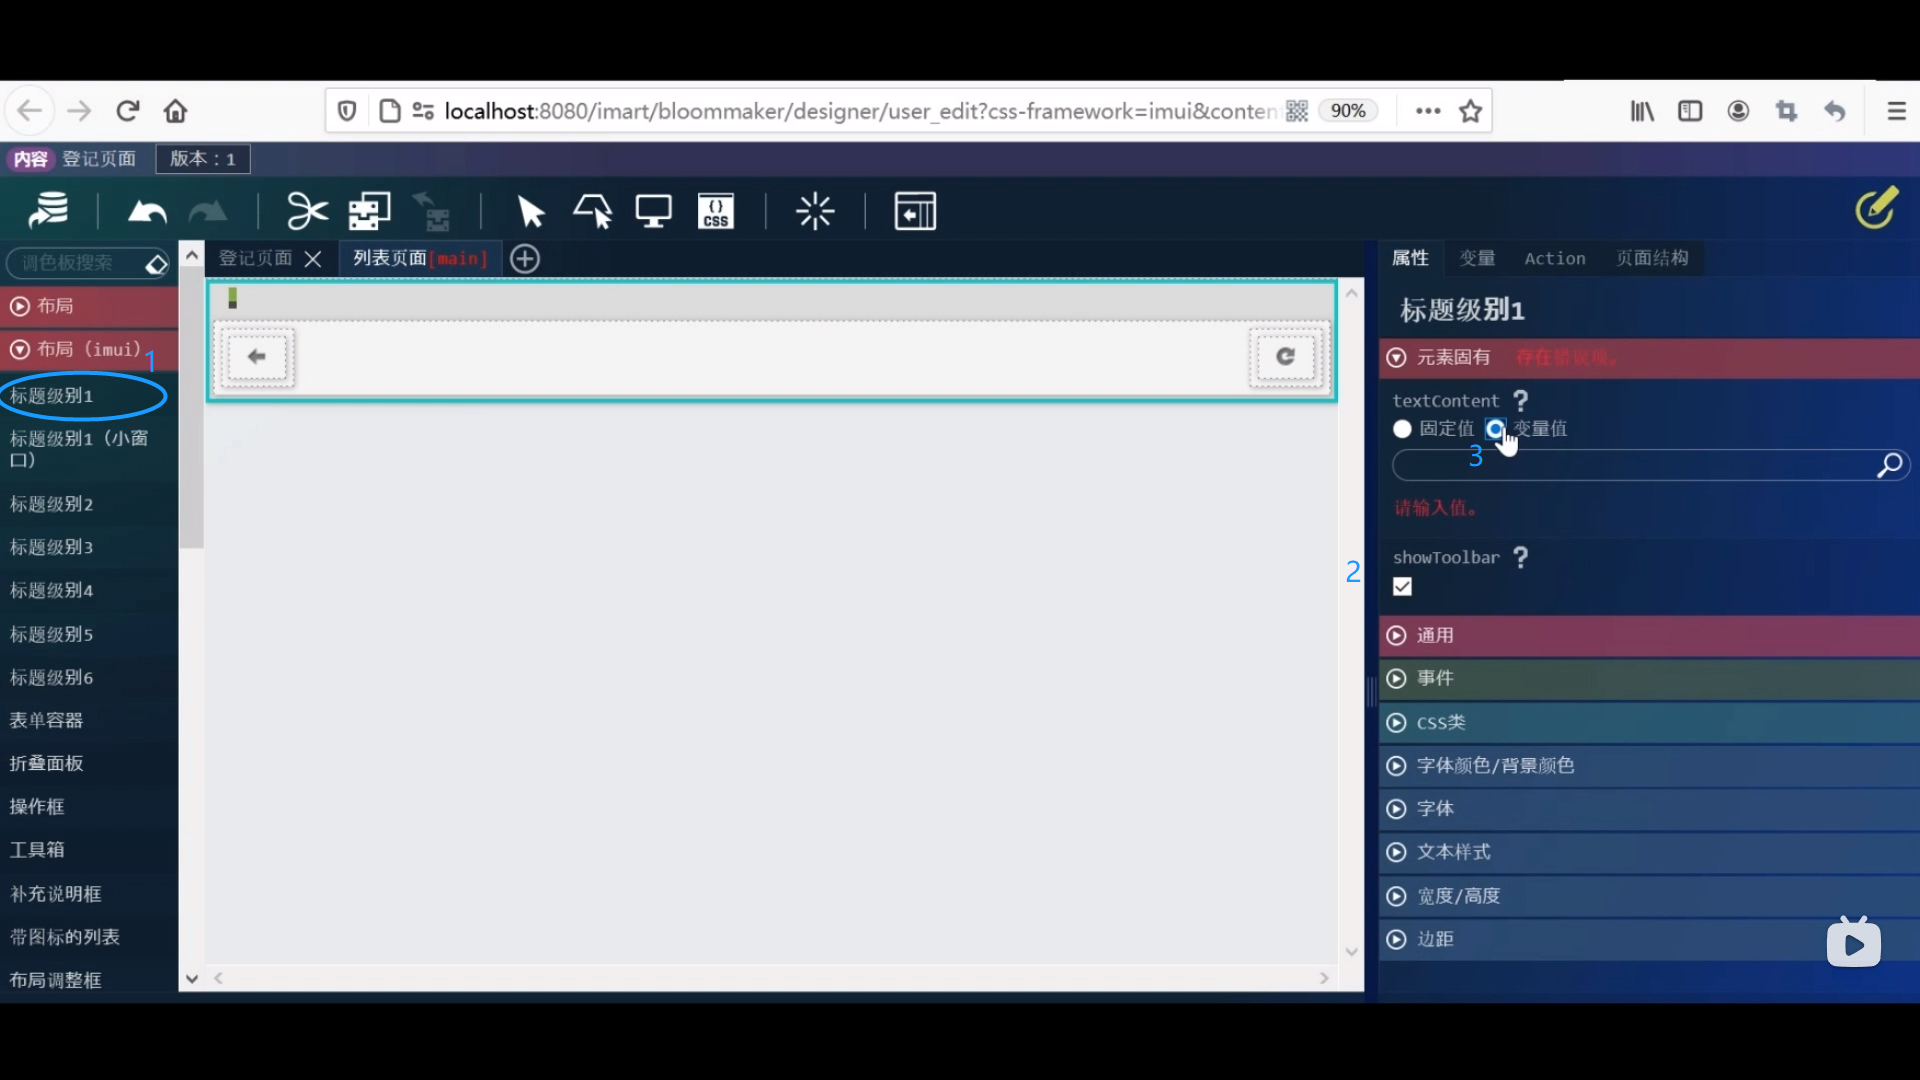 localhost:8080/imart/bloommaker/designer/user_edit?css-framework=imui&conten
90%
内容 登记页面 版本：1
{} CSS
调色板搜索
登记页面
列表页面[main]
属性 变量 Action 页面结构
布局
布局（imui）
1
标题级别1
标题级别1（小窗
口）
标题级别2
标题级别3
标题级别4
标题级别5
标题级别6
表单容器
折叠面板
操作框
工具箱
补充说明框
带图标的列表
布局调整框
2
标题级别1
元素固有 存在错误项。
textContent ?
固定值 变量值
3
请输入值。
showToolbar ?
通用
事件
CSS类
字体颜色/背景颜色
字体
文本样式
宽度/高度
边距